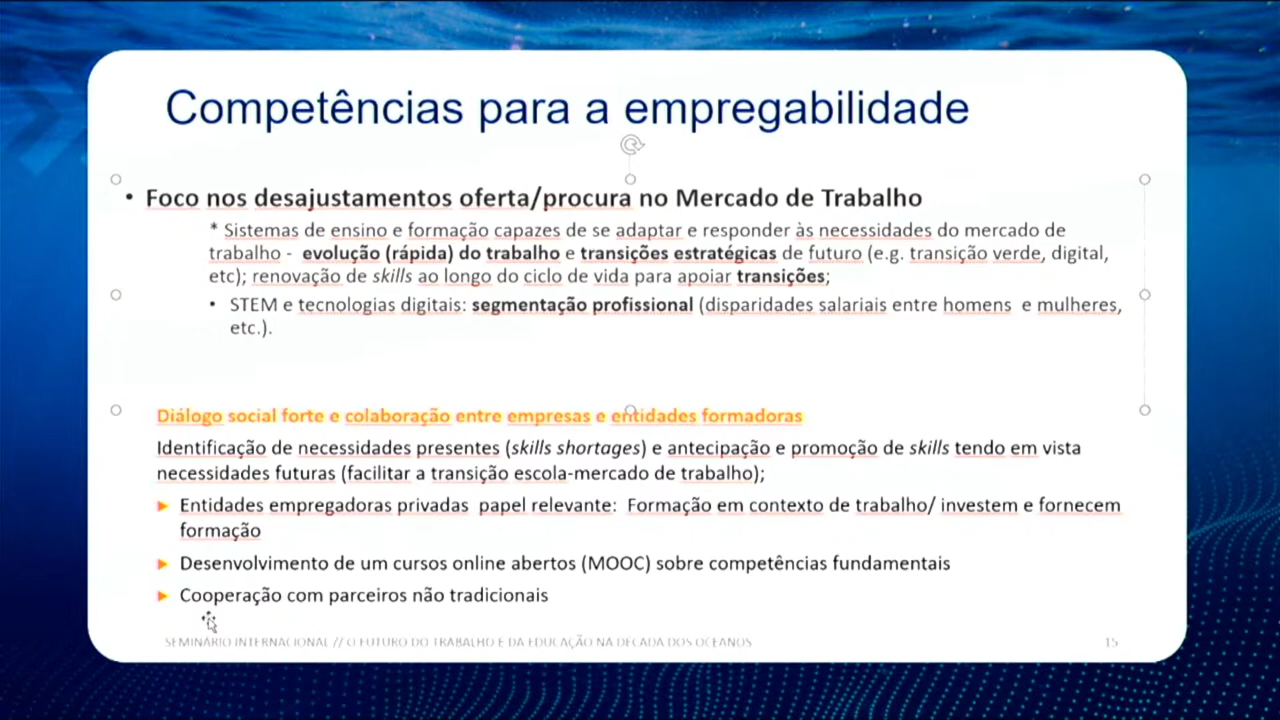 Competências para a empregabilidade
• Foco nos desajustamentos oferta/procura no Mercado de Trabalho
* Sistemas de ensino e formação capazes de se adaptar e responder às necessidades do mercado de
trabalho - evolução (rápida) do trabalho e transições estratégicas de futuro (e.g. transição verde, digital,
etc); renovação de skills ao longo do ciclo de vida para apoiar transições;
• STEM e tecnologias digitais: segmentação profissional (disparidades salariais entre homens e mulheres,
etc.).
Diálogo social forte e colaboração entre empresas e entidades formadoras
Identificação de necessidades presentes (skills shortages) e antecipação e promoção de skills tendo em vista
necessidades futuras (facilitar a transição escola-mercado de trabalho);
Entidades empregadoras privadas papel relevante: Formação em contexto de trabalho/ investem e fornecem
formação
Desenvolvimento de um cursos online abertos (MOOC) sobre competências fundamentais
Cooperação com parceiros não tradicionais
SEMINÁRIO INTERNACIONAL // O FUTURO DO TRABALHO E DA EDUCAÇÃO NA DECADA DOS OCEANOS
15